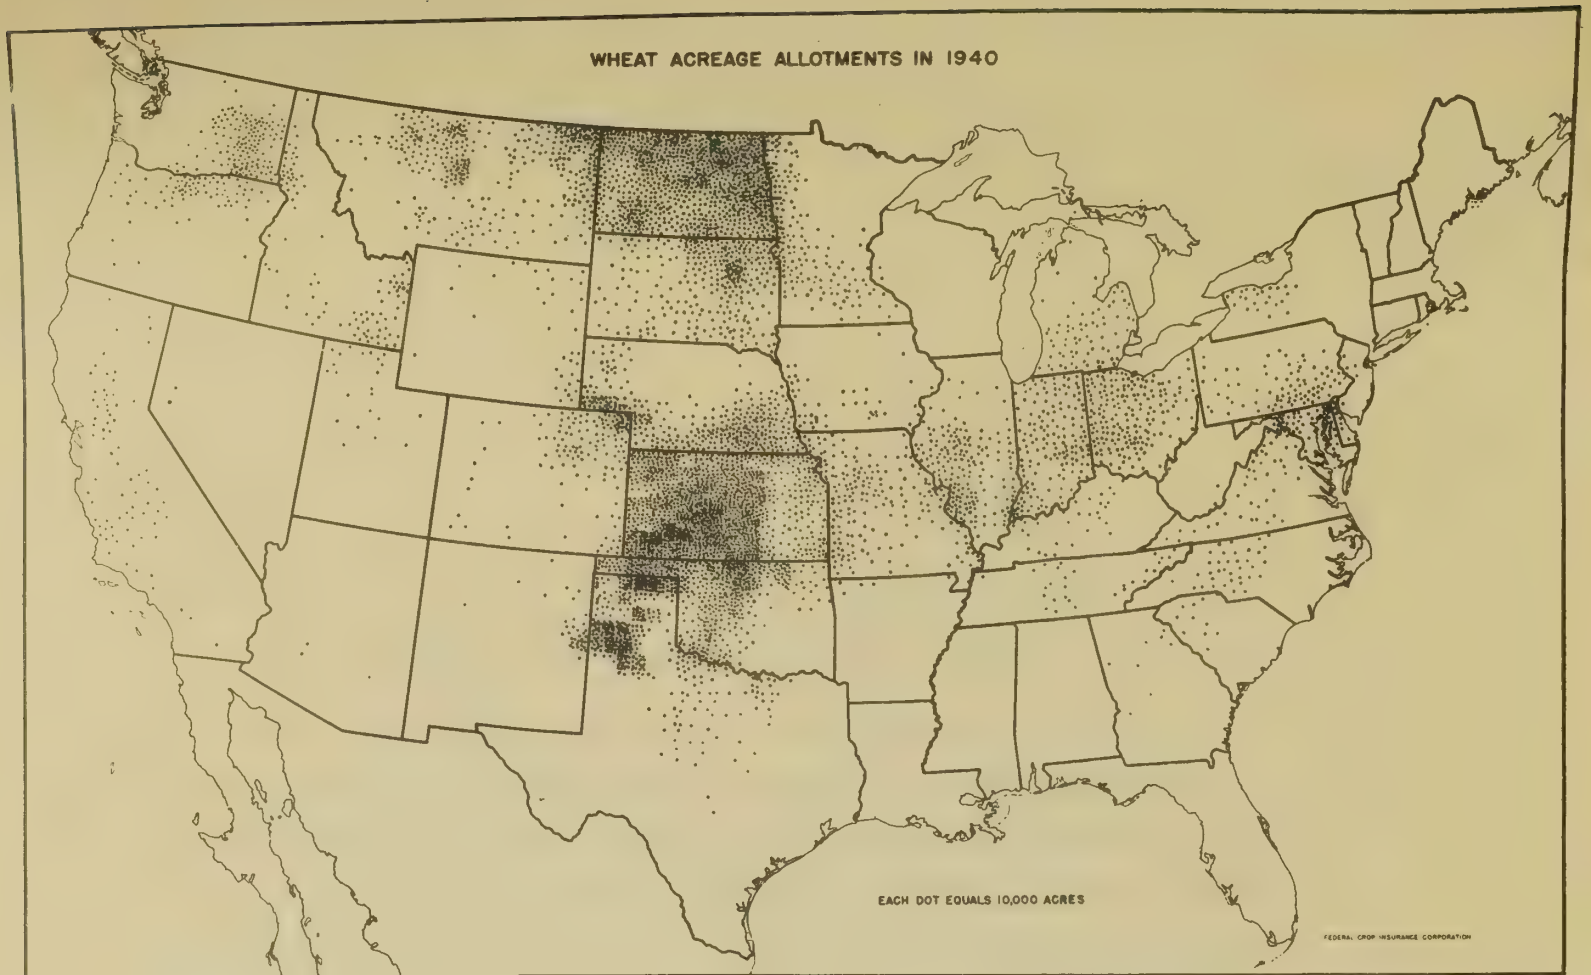 WHEAT ACREAGE ALLOTMENTS IN 1940
EACH DOT EQUALS 10,000 ACRES
FEDERAL CROP INSURANCE CORPORATION